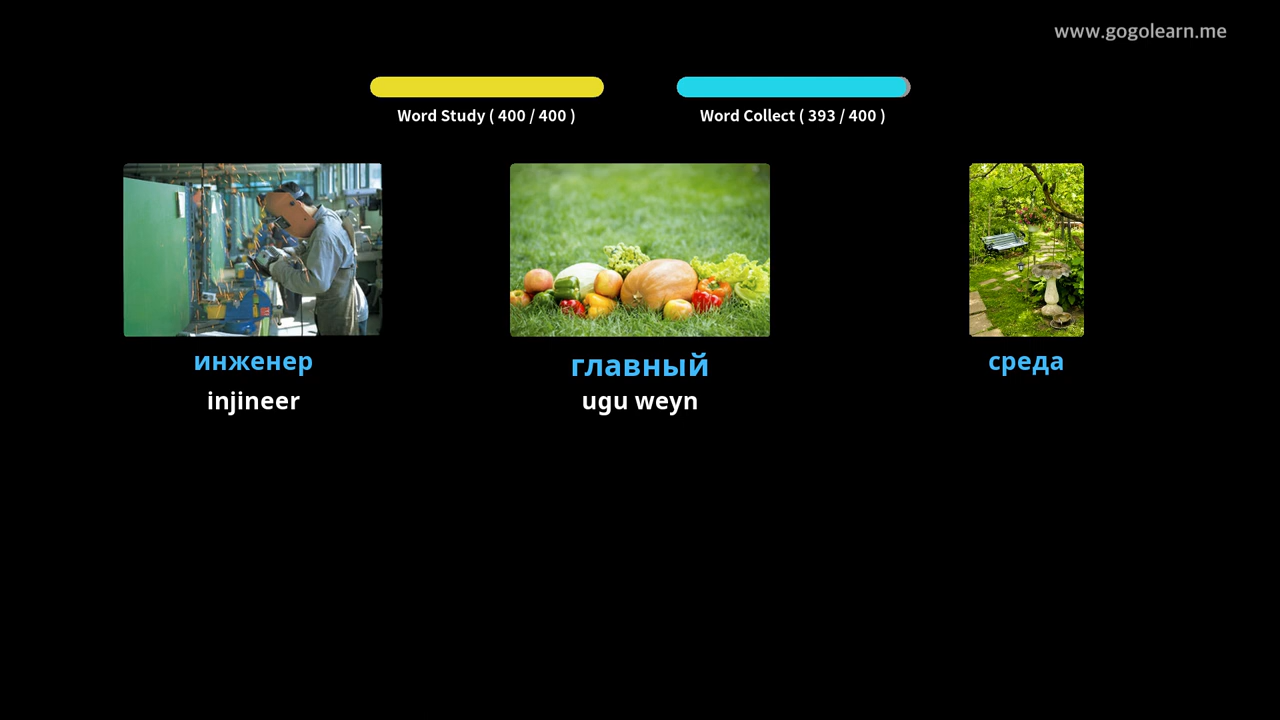 www.gogolearn.me
Word Study ( 400 / 400 )
Word Collect ( 393 / 400 )
инженер
injineer
главный
ugu weyn
среда